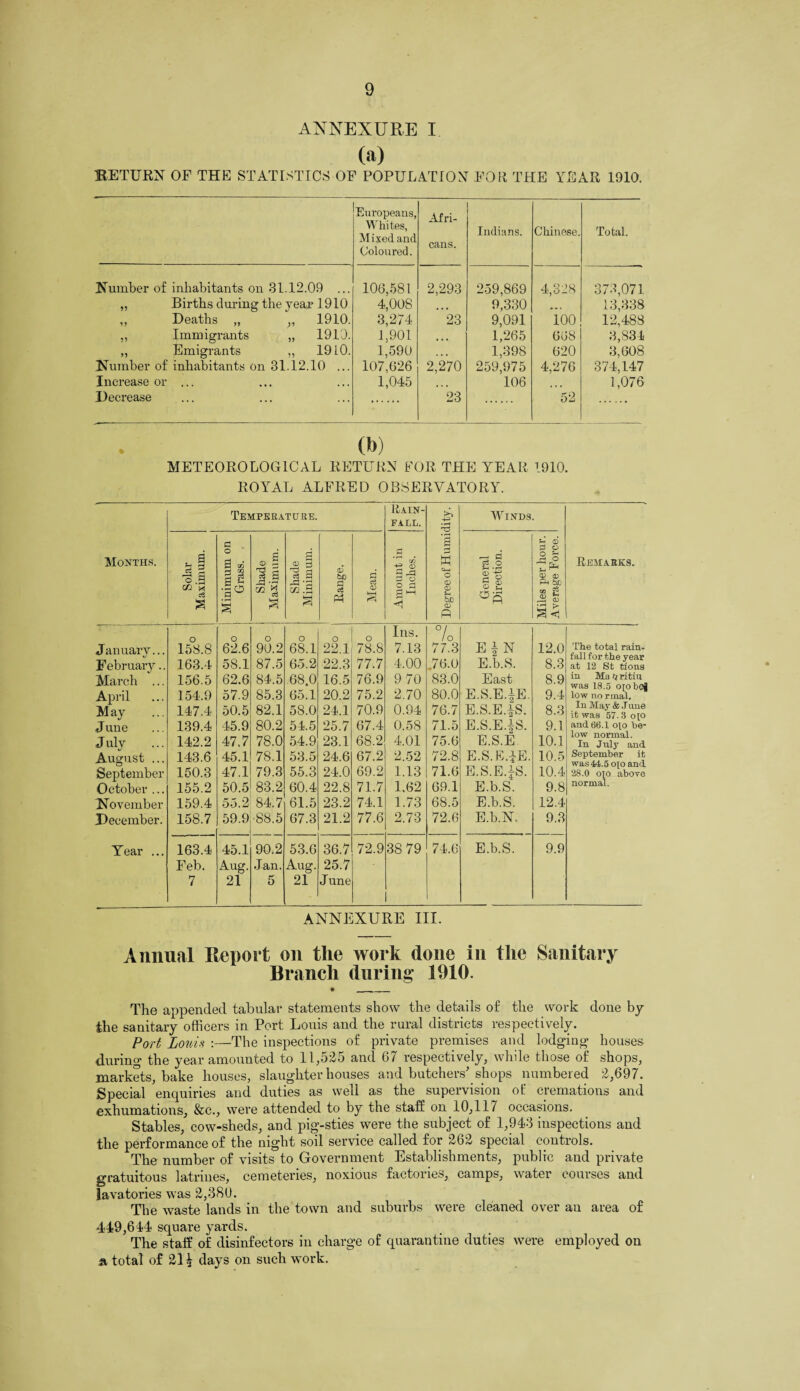 9
ANNEXURE I.
(a)
RETURN OF THE STATISTICS OF POPULATION FOR THE YEAR 1910.
Europeans, Whites, Mixed and Coloured. Afri- cans. Indians. Chinese. Total.
Number of inhabitants on 31.12.09 ... 106,581 2,293 259,869 4,328 373,071
„ Births during the year 1910 4,008 ... 9,330 ... 13,338
„ Deaths „ „ 1910. 3,274 23 9,091 100 12,488
„ Immigrants „ 1910. 1,901 ... 1,265 668 3,834
„ Emigrants „ 1910. 1,590 ... 1,398 620 3,608
Number of inhabitants on 31.12.10 ... 107,626 2,270 259,975 4,276 374,147
Increase or ... ... ... 1,045 ... 106 ... 1,076
Decrease ... ... ... ...... 23 ...... 52 ......
(b)
METEOROLOGICAL RETURN FOR THE YEAR 1910.
ROYAL ALFRED OBSERVATORY.
Months. Temperature. Rain-fall. Degree of Humidity. Winds. Remarks.
Solar Maximum. Minimum on Grass. Shade Maximum. Shade Minimum. Range. Mean. Amount in Inches. General Direction. Miles per hour. Average Force.
o o o o o o Ins. %
January... 158.8 62.6 90.2 68.1 22.1 78.8 7.13 77.3 E ½ N 12.0
February.. 163.4 58.1 87.5 65.2 22.3 77.7 4.00 76.0 E.b.S. 8.3
March ... 156.5 62.6 84.5 68.0 16.5 76.9 9 70 83.0 East 8.9
April ... 154.9 57.9 85.3 65.1 20.2 75.2 2.70 80.0 E.S.E.½E. 9.4
May ... 147.4 50.5 82.1 58.0 24.1 70.9 0.94 76.7 E.S.E.½S. 8.3
June ... 139.4 45.9 80.2 54.5 25.7 67.4 0.58 71.5 E.S.E.½S. 9.1
July ... 142.2 47.7 78.0 54.9 23.1 68.2 4.01 75.6 E.S.E 10.1
August ... 143.6 45.1 78.1 53.5 24.6 67.2 2.52 72.8 E.S.E.½E. 10.5
September 150.3 47.1 79.3 55.3 24.0 69.2 1.13 71.6 E.S.E.½S. 10.4
October ... 155.2 50.5 83.2 60.4 22.8 71.7 1.62 69.1 E.b.S. 9.8
November 159.4 55.2 84.7 61.5 23.2 74.1 1.73 68.5 E.b.S. 12.4
December. 158.7 59.9 88.5 67.3 21.2 77.6 2.73 72.6 E.b.N. 9.3
The total rain-
fall for the year
at 12 St tions
in Ma uritiu
was 18.5 o|o be
low no rmal.
In May & June
it was 57.3 o|o
and 66.1 o|o be-
low normal.
In July and
September it
was 44.5 o|o and
28.0 o|o above
normal.
Year ... 163.4 45.1 90.2 53.6 36.7 72.9 38 79 74.6 E.b.S. 9.9
Feb. Aug. Jan. Aug. 25.7
7 21 5 21 June
ANNEXURE III.
Annual Report on the work done in the Sanitary
Branch during 1910.
The appended tabular statements show the details of the work done by
the sanitary officers in Port Louis and the rural districts respectively.
Port Louis :—The inspections of private premises and lodging houses
during the year amounted to 11,525 and 67 respectively, while those of shops,
markets, bake houses, slaughter houses and butchers' shops numbered 2,697.
Special enquiries and duties as well as the supervision of cremations and
exhumations, &c., were attended to by the staff on 10,117 occasions.
Stables, cow-sheds, and pig-sties were the subject of 1,943 inspections and
the performance of the night soil service called for 262 special controls.
The number of visits to Government Establishments, public and private
gratuitous latrines, cemeteries, noxious factories, camps, water courses and
lavatories was 2,380.
The waste lands in the town and suburbs were cleaned over an area of
449,644 square yards.
The staff of disinfectors in charge of quarantine duties were employed on
a total of 21½ days on such work.